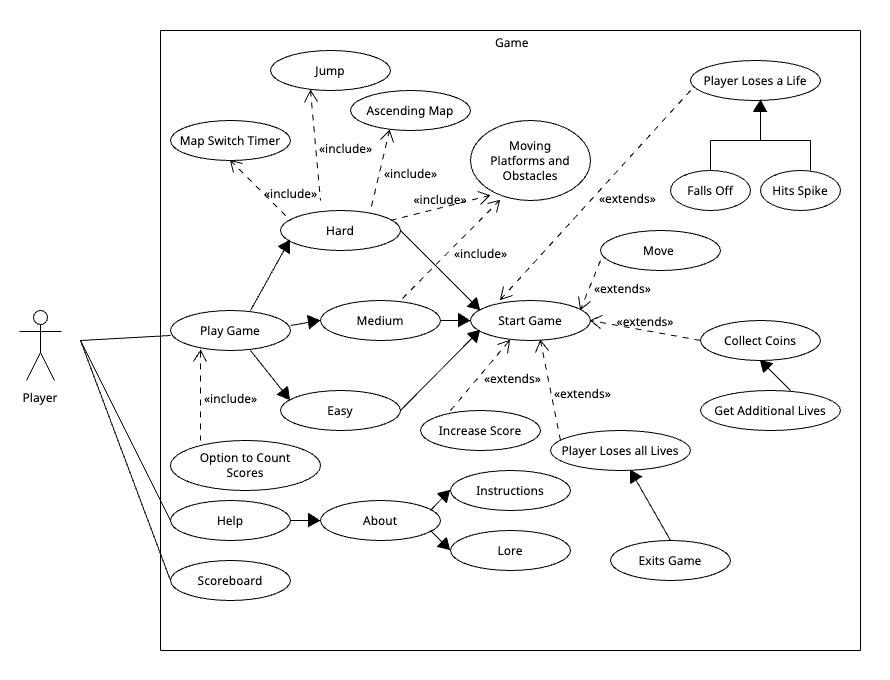 Game
Jump
Player Loses a Life
Ascending Map
Map Switch Timer
«include»
Moving
Platforms and
Obstacles
«include»
«include»
«include»
Falls Off
Hits Spike
«extends»
Hard
«include»
Move
«extends»
Play Game
Medium
Start Game
«extends»
Collect Coins
Player
«include»
Easy
«extends»
«extends»
Get Additional Lives
Increase Score
Option to Count
Scores
Player Loses all Lives
Instructions
Help
About
Lore
Exits Game
Scoreboard